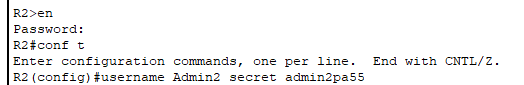 R2>en
Password:
R2#conf t
Enter configuration commands, one per line.  End with CNTL/Z.
R2(config)#username Admin2 secret admin2pa55